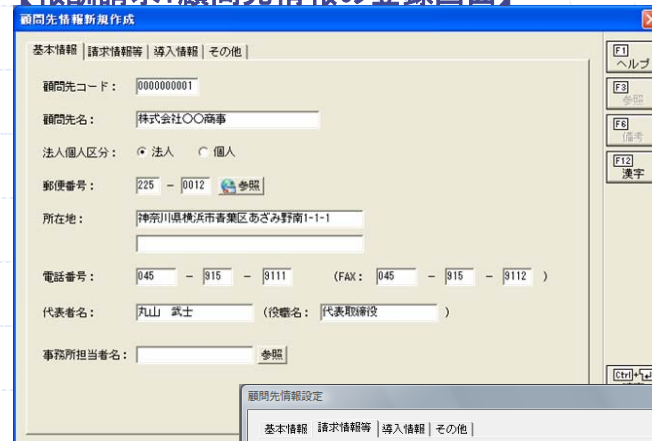 顧問先情報新規作成
基本情報 請求情報等 導入情報 その他
顧問先コード： 0000000001
顧問先名： 株式会社〇〇商事
法人個人区分： 法人 個人
郵便番号： 225 - 0012 参照
所在地： 神奈川県横浜市青葉区あざみ野南1-1-1
電話番号： 045 - 915 - 9111 (FAX: 045 - 915 - 9112 )
代表者名： 丸山 武士 (役職名： 代表取締役 )
事務所担当者名： 参照
F1
ヘルプ
F3
参照
F6
備考
F12
漢字
顧問先情報設定
基本情報 請求情報等 導入情報 その他